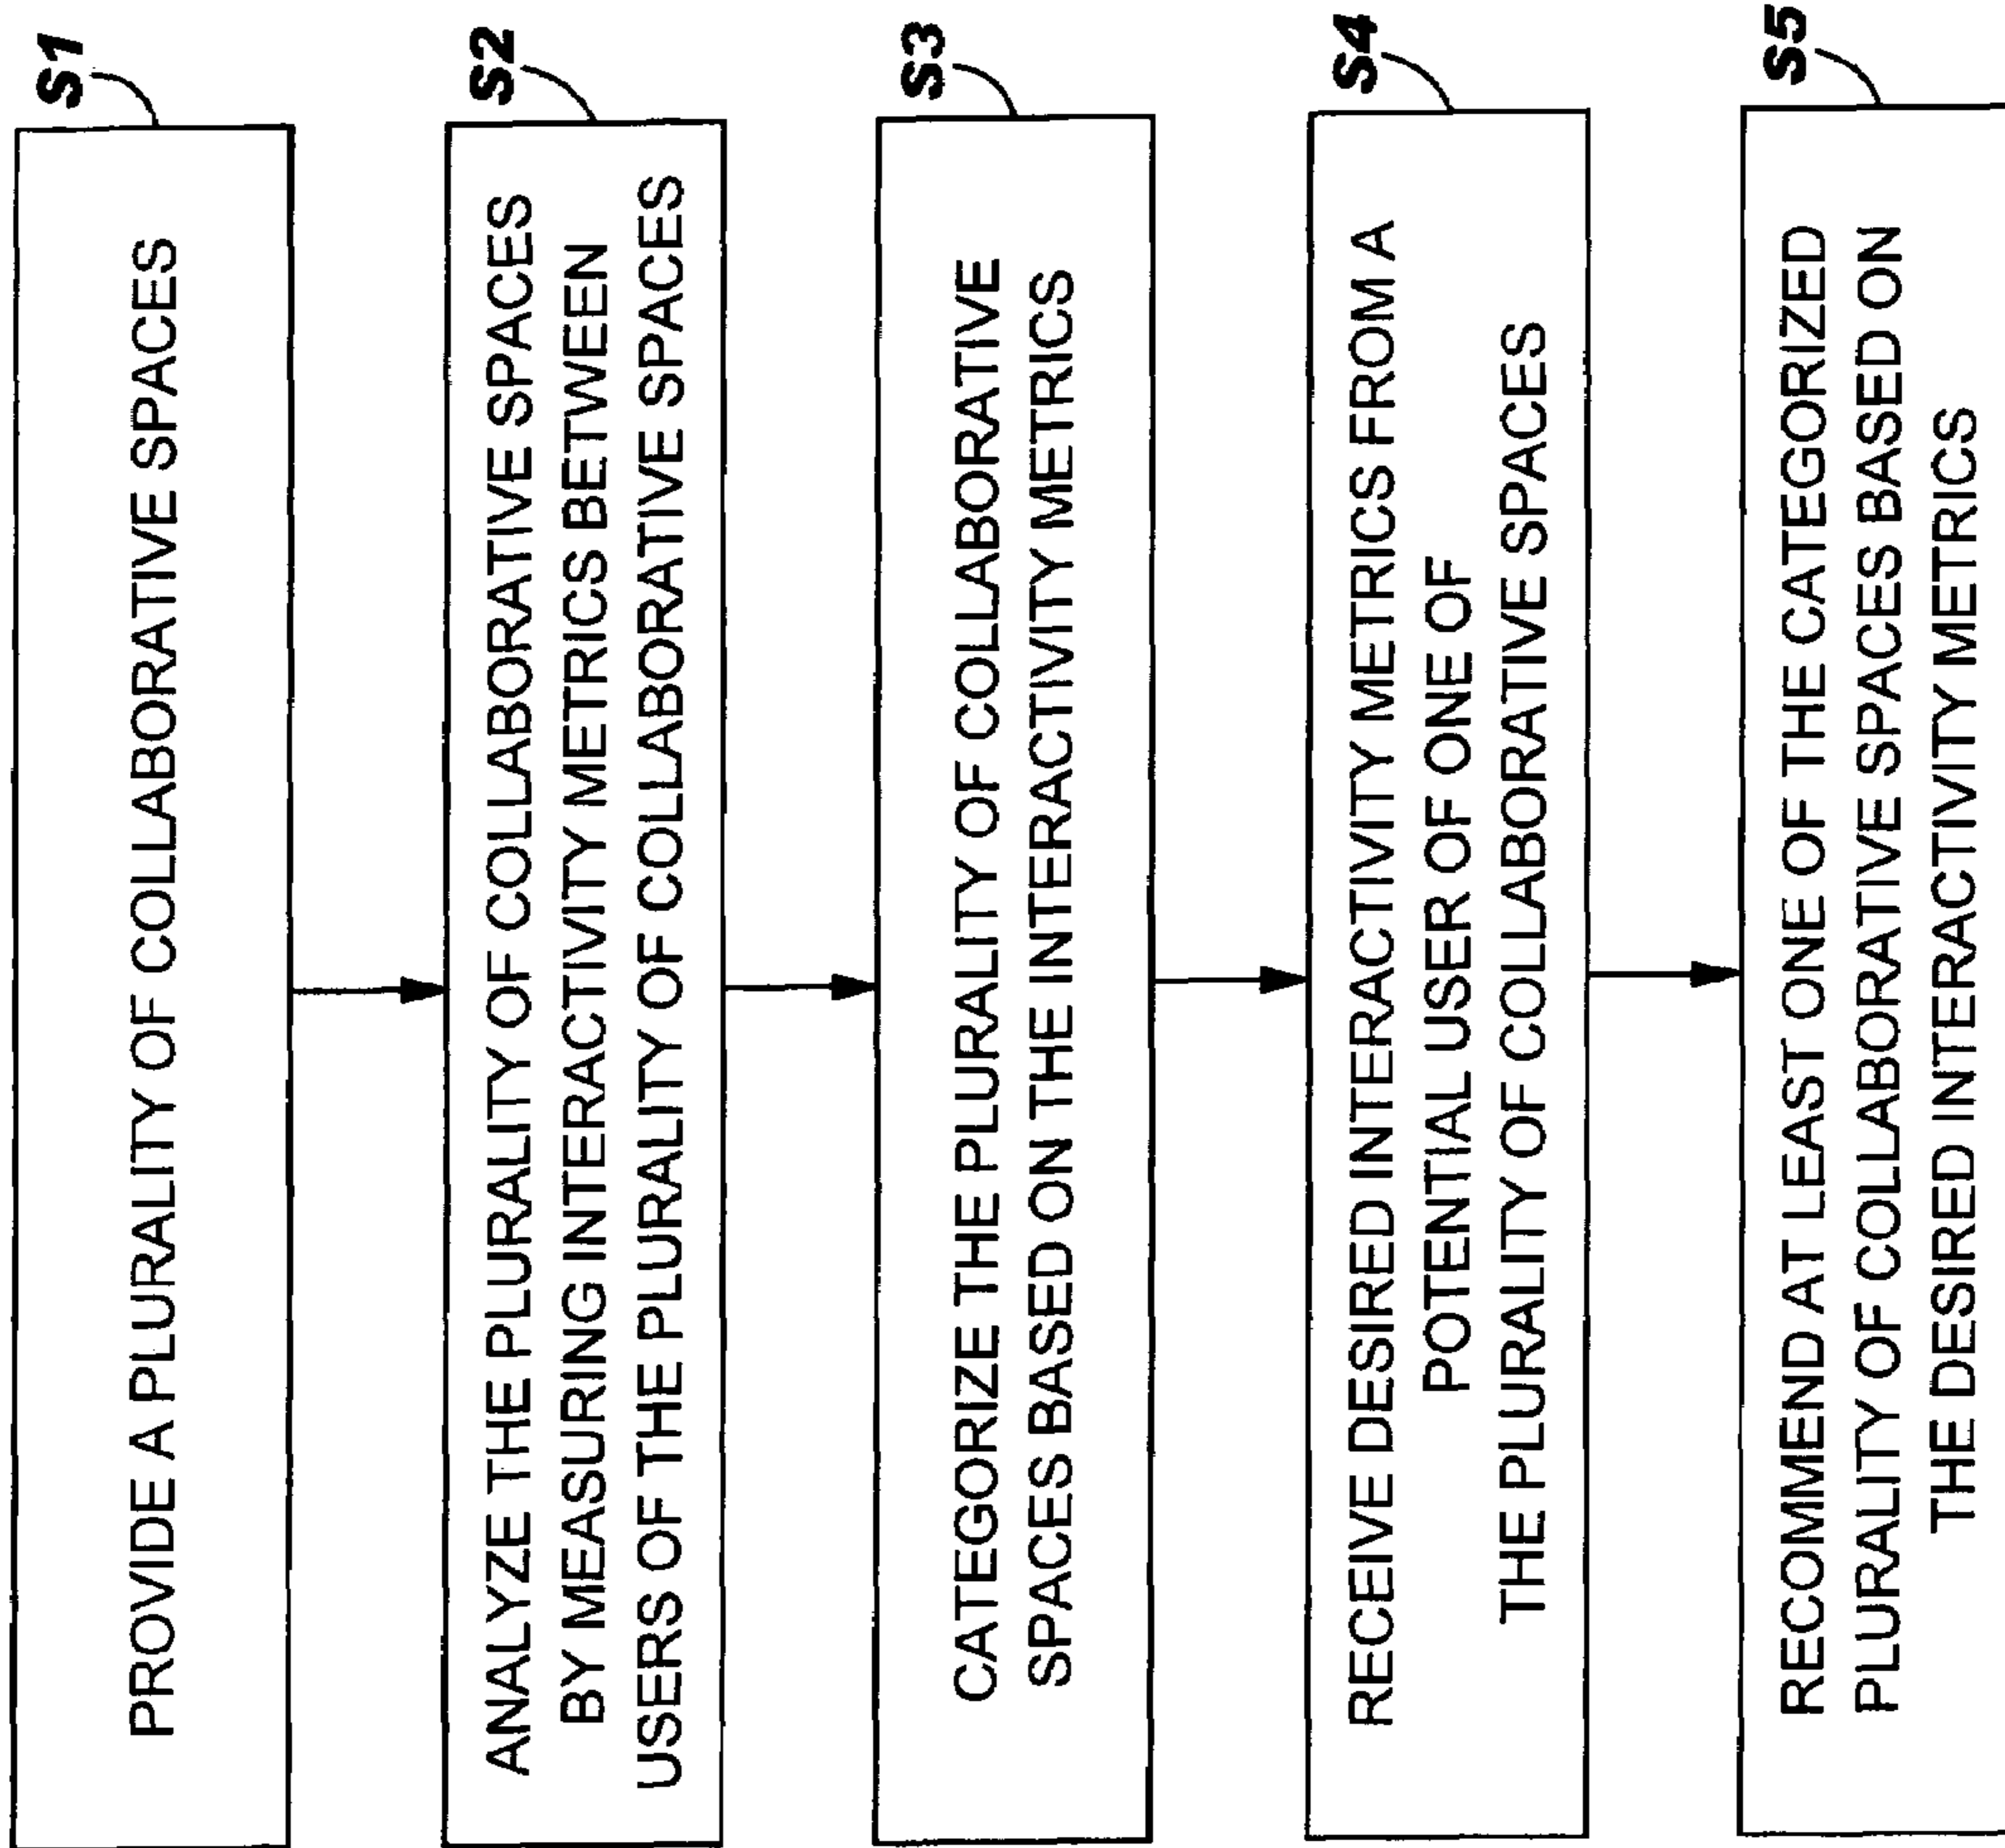 S1
PROVIDE A PLURALITY OF COLLABORATIVE SPACES
S2
ANALYZE THE PLURALITY OF COLLABORATIVE SPACES
BY MEASURING INTERACTIVITY METRICS BETWEEN
USERS OF THE PLURALITY OF COLLABORATIVE SPACES
S3
CATEGORIZE THE PLURALITY OF COLLABORATIVE
SPACES BASED ON THE INTERACTIVITY METRICS
S4
RECEIVE DESIRED INTERACTIVITY METRICS FROM A
POTENTIAL USER OF ONE OF
THE PLURALITY OF COLLABORATIVE SPACES
S5
RECOMMEND AT LEAST ONE OF THE CATEGORIZED
PLURALITY OF COLLABORATIVE SPACES BASED ON
THE DESIRED INTERACTIVITY METRICS